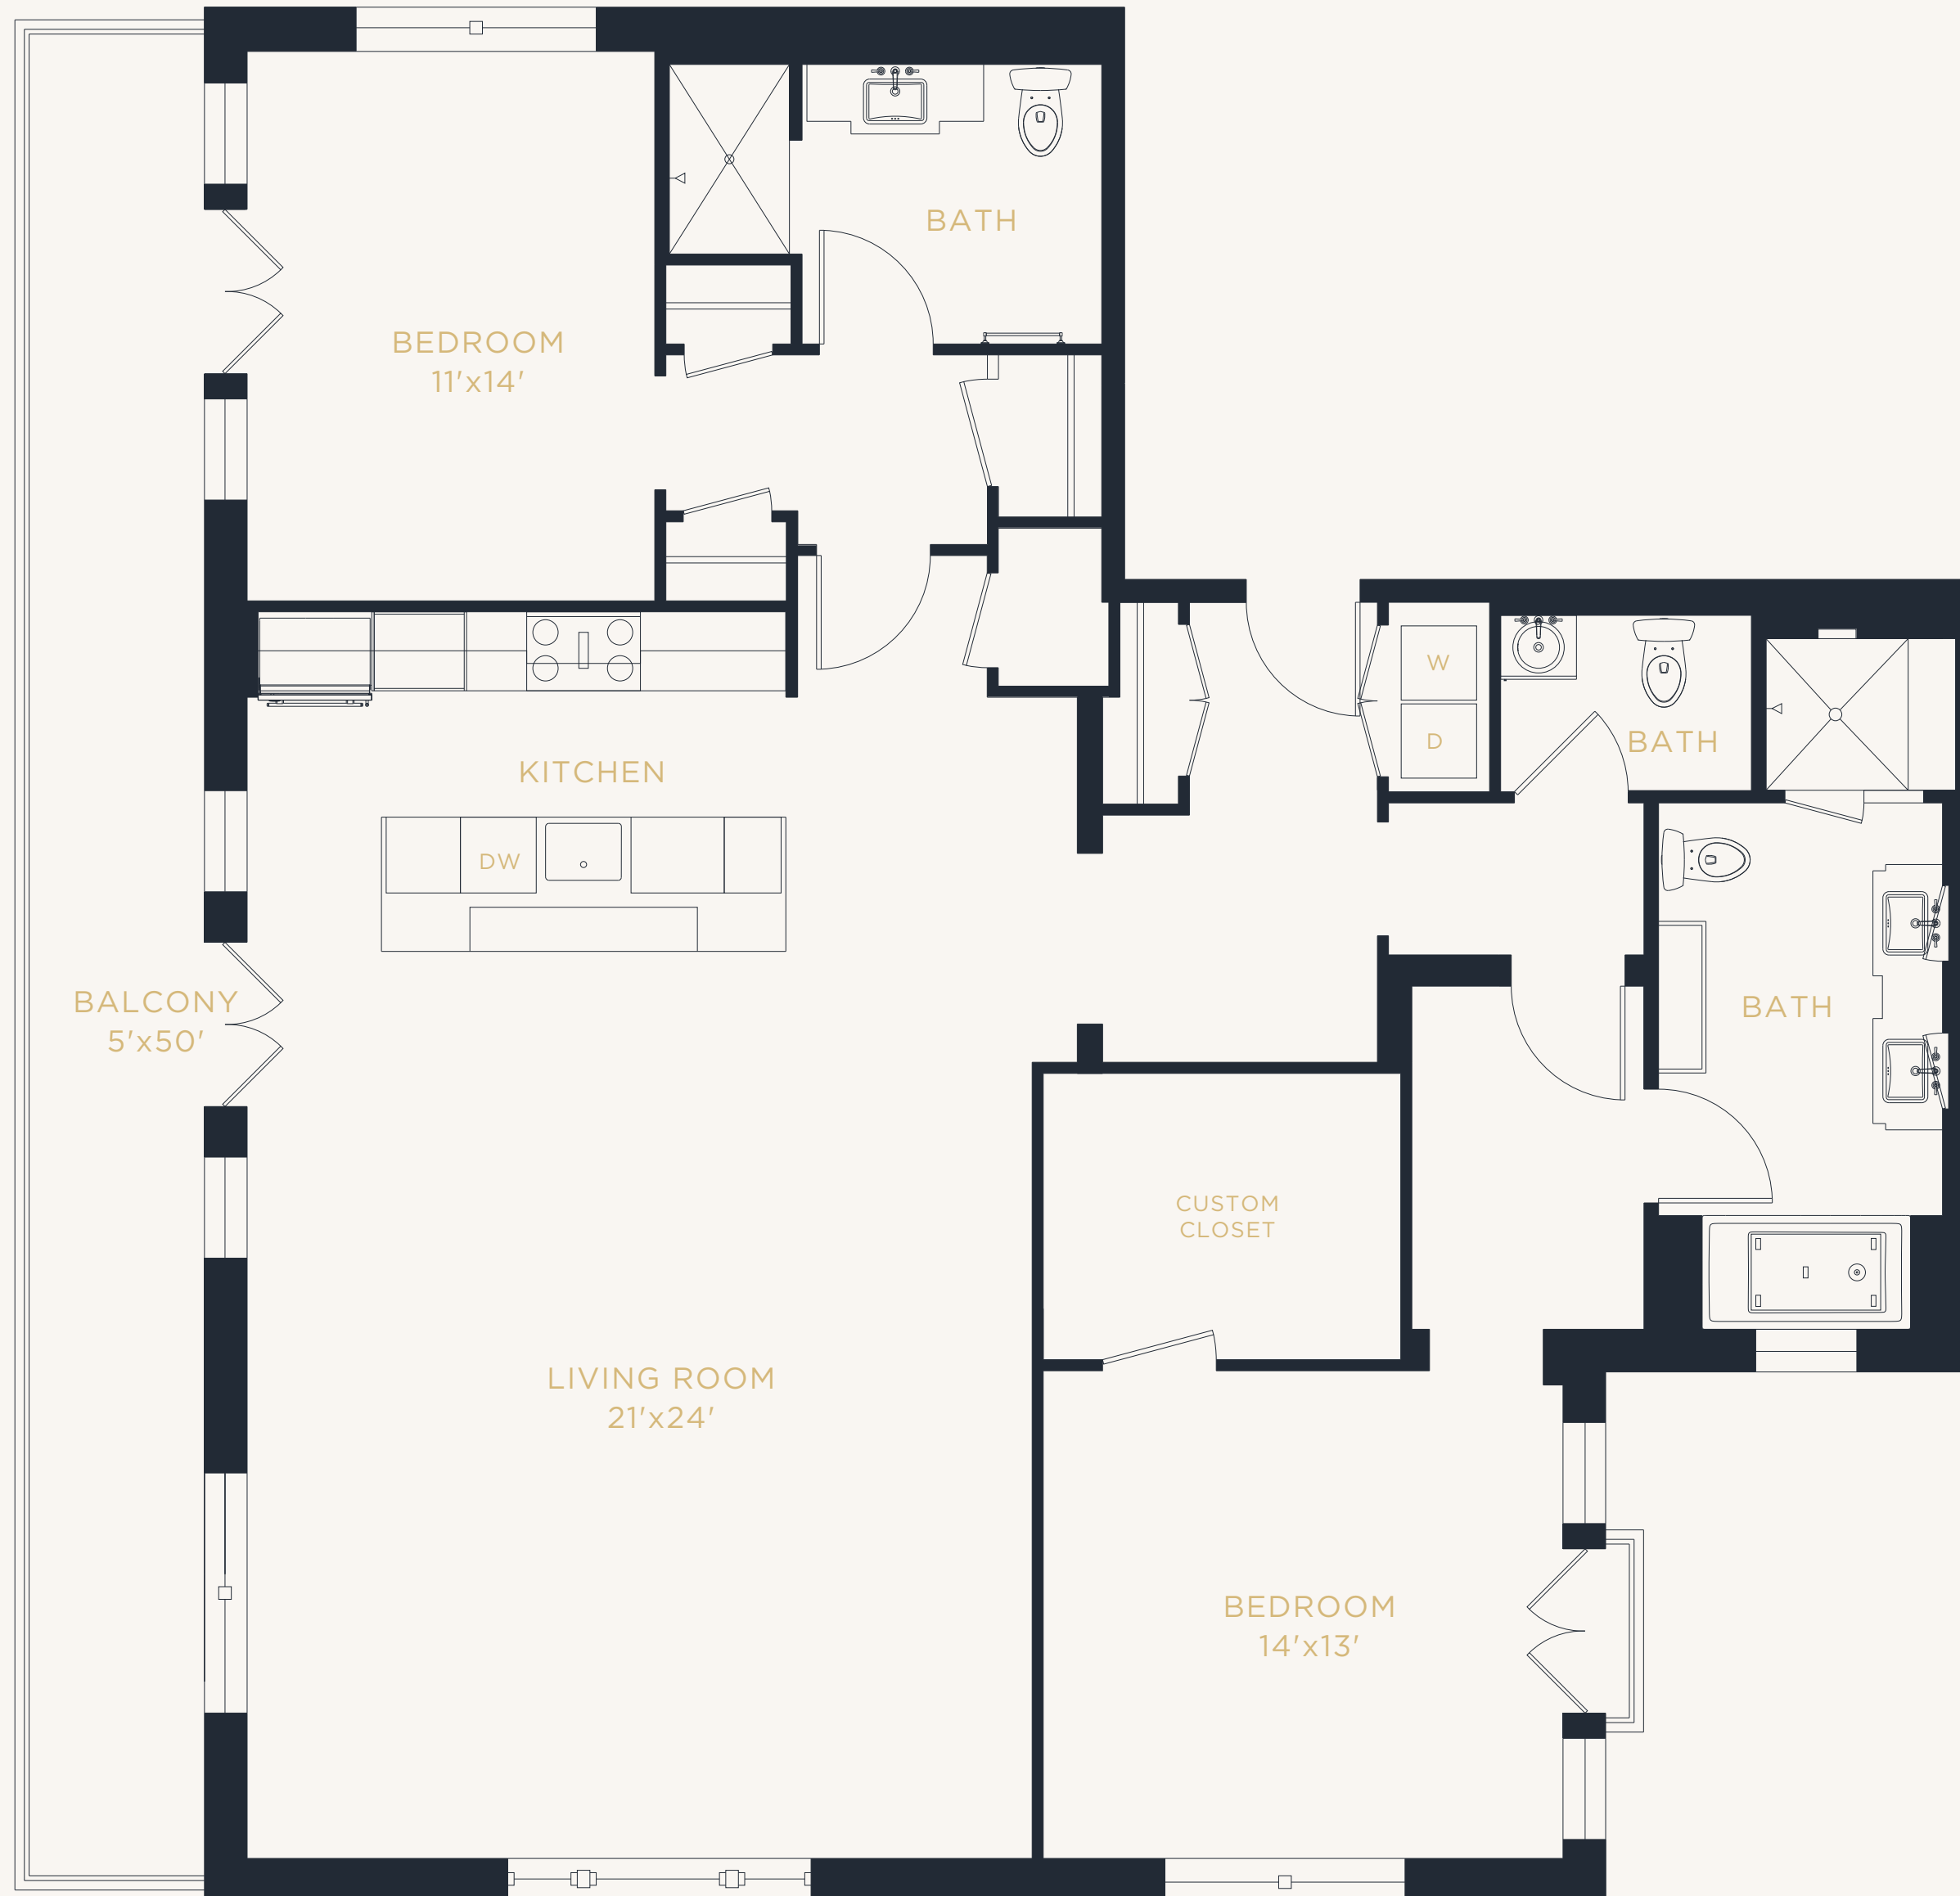 BATH
BEDROOM
11'x14'
W
D
BATH
KITCHEN
DW
BALCONY
5'x50'
BATH
CUSTOM
CLOSET
LIVING ROOM
21'x24'
BEDROOM
14'x13'